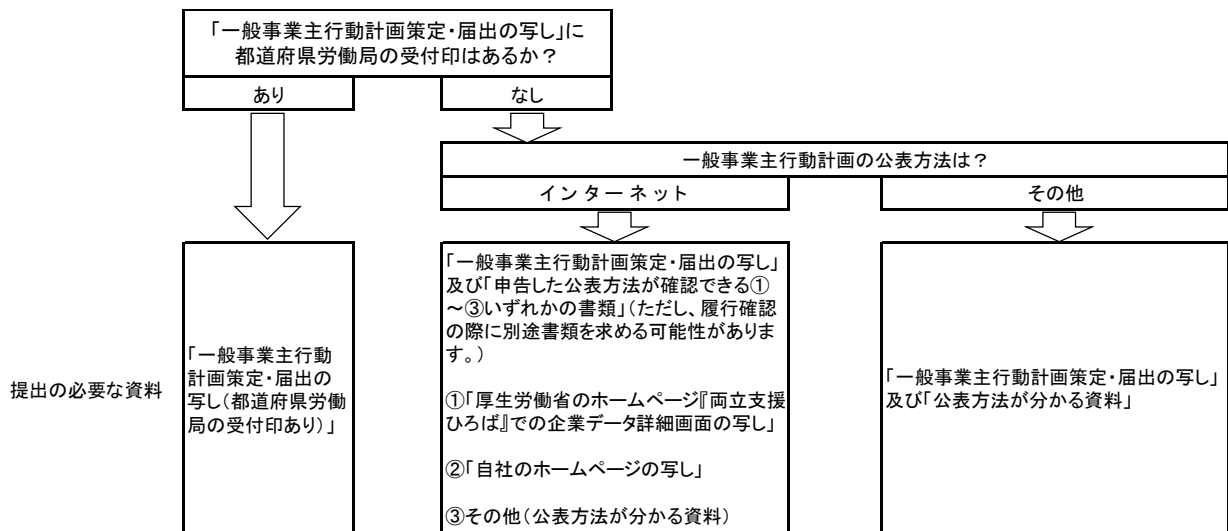 「一般事業主行動計画策定・届出の写し」に
都道府県労働局の受付印はあるか？
あり
なし
一般事業主行動計画の公表方法は？
インターネット
その他
提出の必要な資料
「一般事業主行動
計画策定・届出の
写し（都道府県労働
局の受付印あり）」
「一般事業主行動計画策定・届出の写し」
及び「申告した公表方法が確認できる①
～③いずれかの書類」（ただし、履行確認
の際に別途書類を求める可能性がありま
す。）
①「厚生労働省のホームページ『両立支援
ひろば』での企業データ詳細画面の写し」
②「自社のホームページの写し」
③その他（公表方法が分かる資料）
「一般事業主行動計画策定・届出の写し」
及び「公表方法が分かる資料」